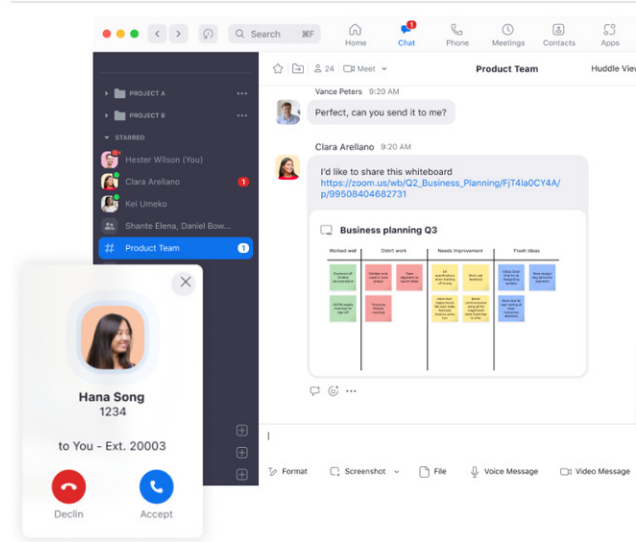 Search ⌘F
Home
1
Chat
Phone
Meetings
Contacts
Apps
24
Meet
Product Team
Huddle View
PROJECT A
PROJECT B
STARRED
Hester Wilson (You)
Clara Arellano 1
Kei Umeko
Shante Elena, Daniel Bow...
# Product Team 1
Vance Peters 9:20 AM
Perfect, can you send it to me?
Clara Arellano 9:20 AM
I'd like to share this whiteboard
https://zoom.us/wb/Q2_Business_Planning/FjT4Ia0CY4A/
p/99508404682731
Business planning Q3
Worked well
Didn't work
Needs Improvement
Fresh Ideas
Format
Screenshot
File
Voice Message
Video Message
Hana Song
1234
to You - Ext. 20003
Declin
Accept